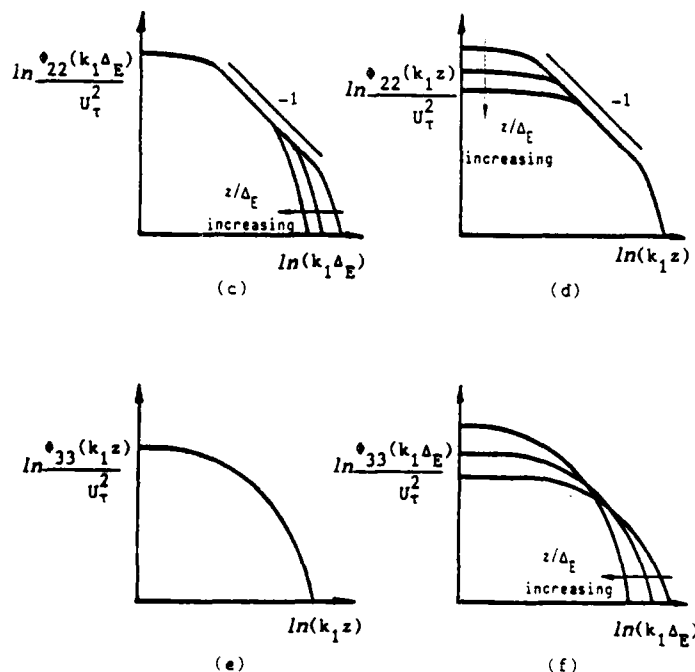 ln Φ22(k1ΔE) / Uτ²
−1
z/ΔE
increasing
ln(k1ΔE)
(c)
ln Φ22(k1z) / Uτ²
−1
z/ΔE
increasing
ln(k1z)
(d)
ln Φ33(k1z) / Uτ²
ln(k1z)
(e)
ln Φ33(k1ΔE) / Uτ²
z/ΔE
increasing
ln(k1ΔE)
(f)